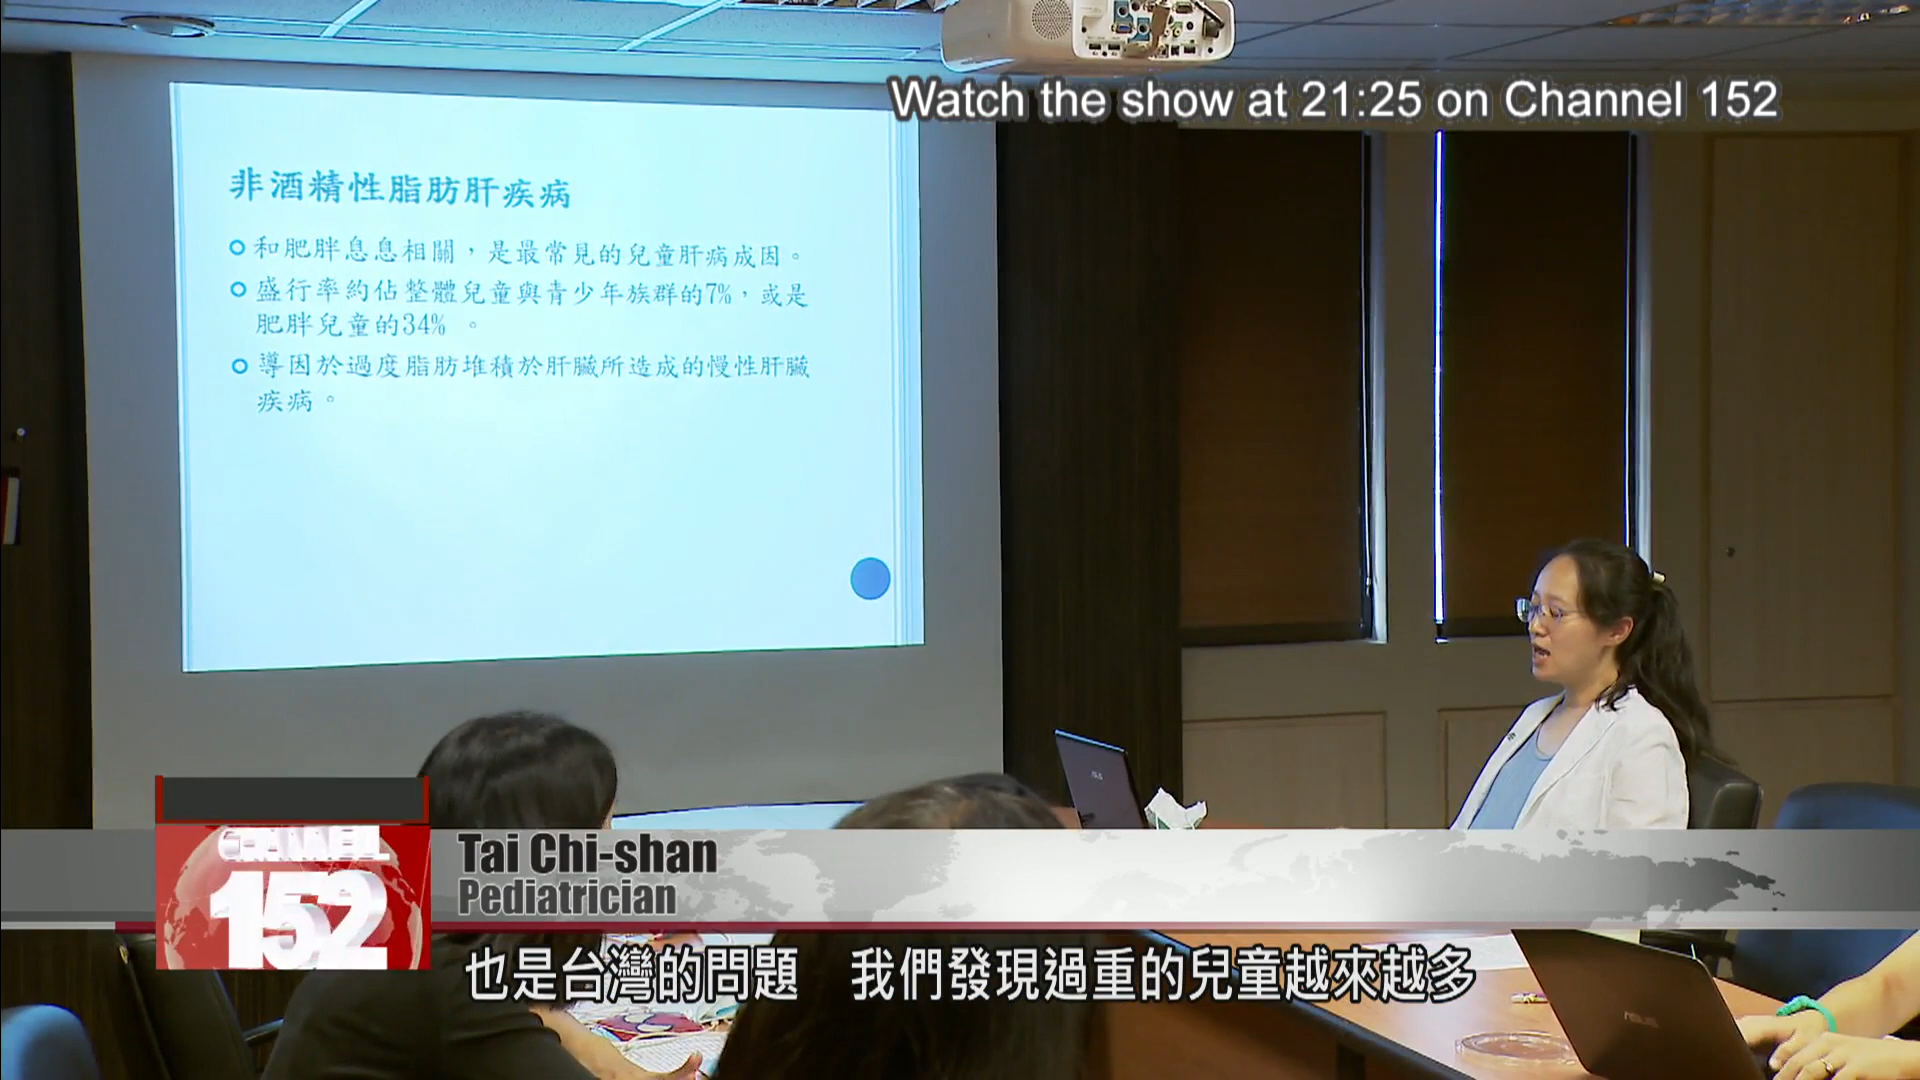 Watch the show at 21:25 on Channel 152
非酒精性脂肪肝疾病
和肥胖息息相關，是最常見的兒童肝病成因。
盛行率約佔整體兒童與青少年族群的7%，或是
肥胖兒童的34%。
導因於過度脂肪堆積於肝臟所造成的慢性肝臟
疾病。
ASUS
CHANNEL
152
Tai Chi-shan
Pediatrician
也是台灣的問題 我們發現過重的兒童越來越多
ASUS